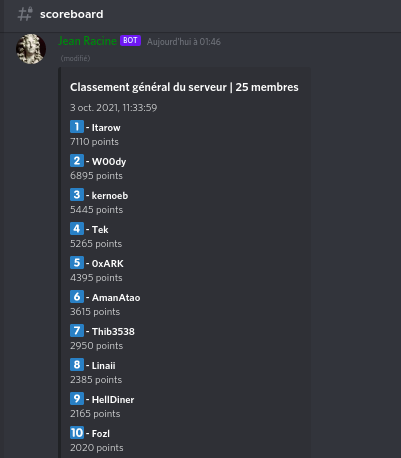 scoreboard
Jean Racine BOT Aujourd'hui à 01:46
(modifié)
Classement général du serveur | 25 membres
3 oct. 2021, 11:33:59
1 - Itarow
7110 points
2 - W00dy
6895 points
3 - kernoeb
5445 points
4 - Tek
5265 points
5 - 0xARK
4395 points
6 - AmanAtao
3615 points
7 - Thib3538
2950 points
8 - Linaii
2385 points
9 - HellDiner
2165 points
10 - Fozl
2020 points